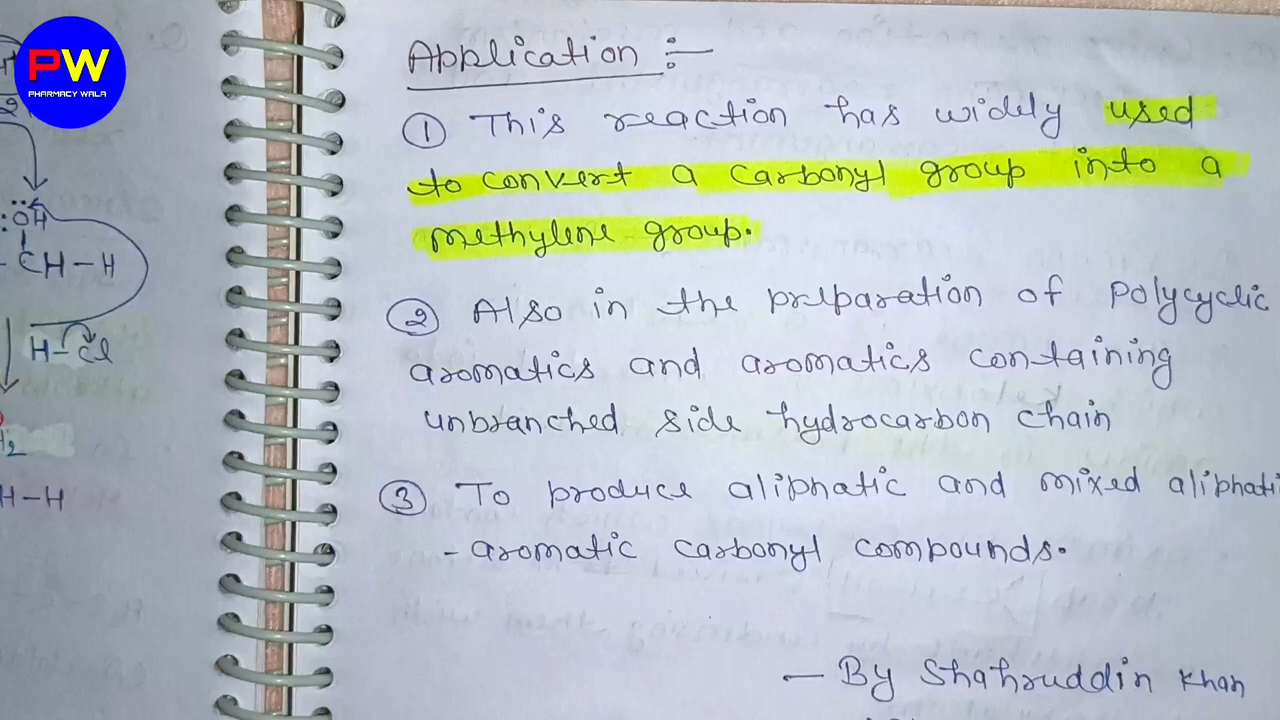 PW
PHARMACY WALA
:OH
CH-H
H-Cl
H-H
Application :-
① This reaction has widely used
to convert a carbonyl group into a
methylene group.
② Also in the preparation of polycyclic
aromatics and aromatics containing
unbranched side hydrocarbon chain
③ To produce aliphatic and mixed aliphati
- aromatic carbonyl compounds.
- By Shahruddin Khan